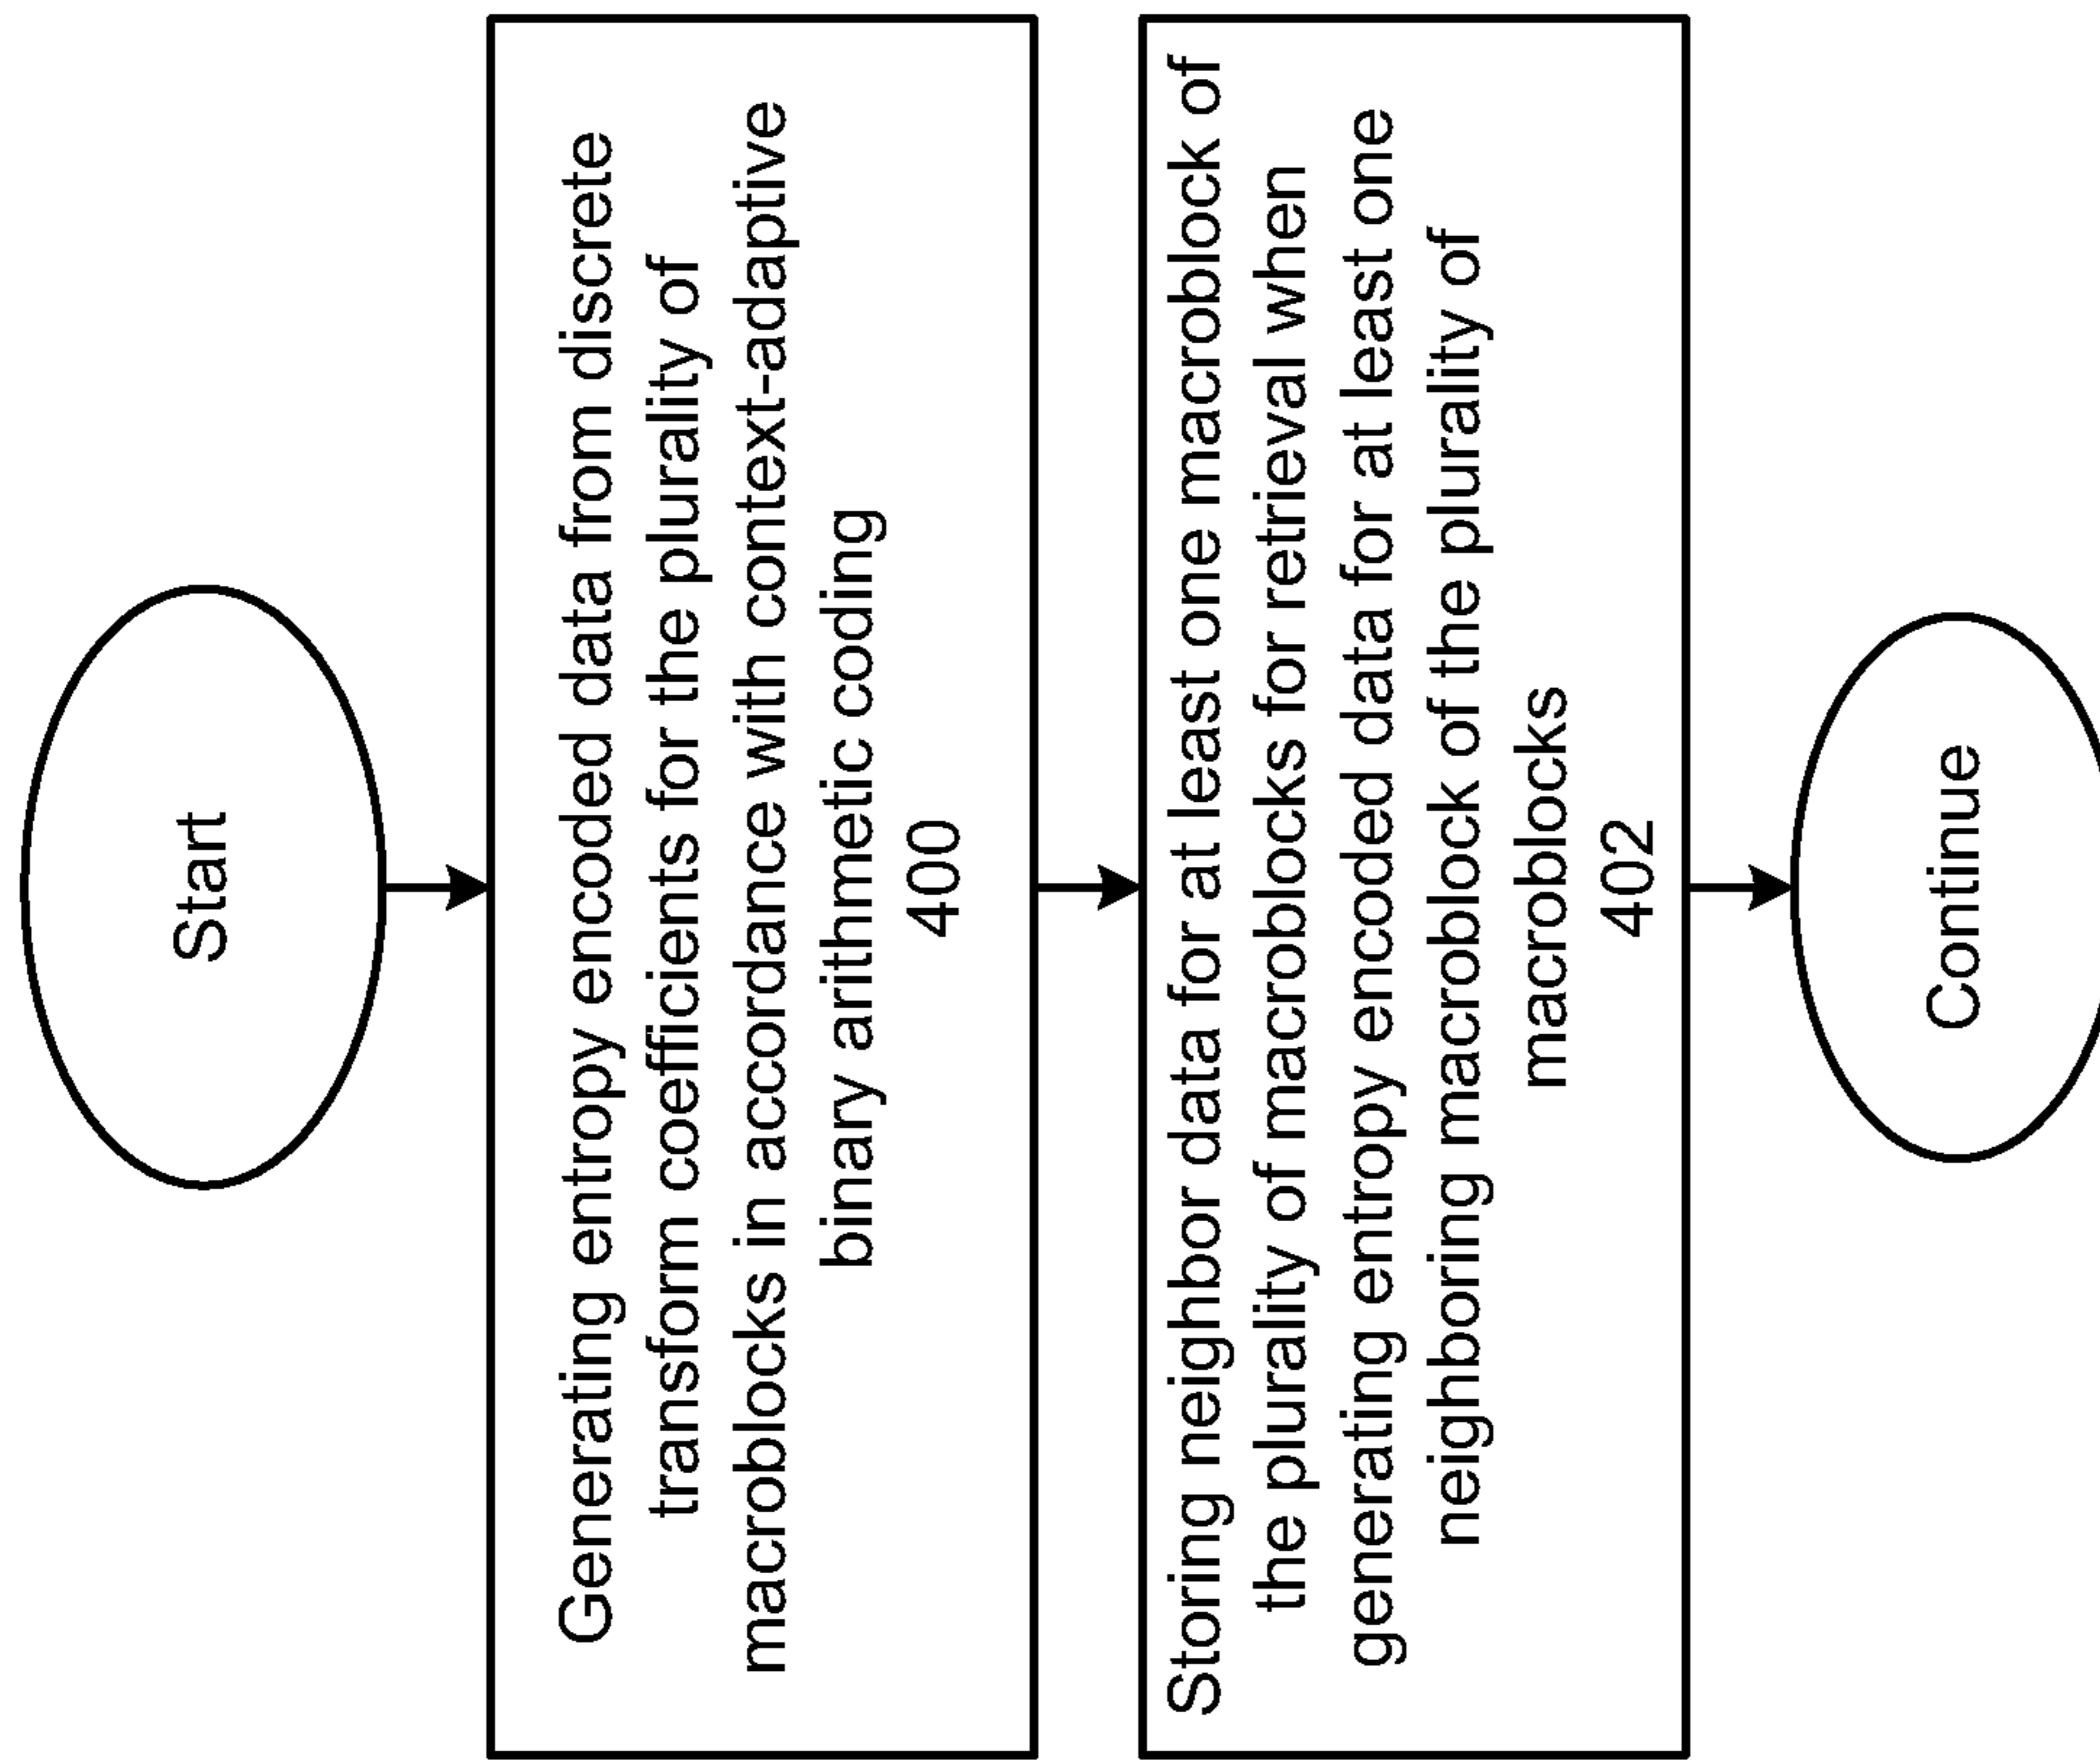 Start
Generating entropy encoded data from discrete
transform coefficients for the plurality of
macroblocks in accordance with context-adaptive
binary arithmetic coding
400
Storing neighbor data for at least one macroblock of
the plurality of macroblocks for retrieval when
generating entropy encoded data for at least one
neighboring macroblock of the plurality of
macroblocks
402
Continue